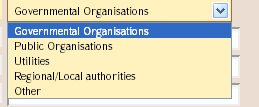 Governmental Organisations
Governmental Organisations
Public Organisations
Utilities
Regional/Local authorities
Other